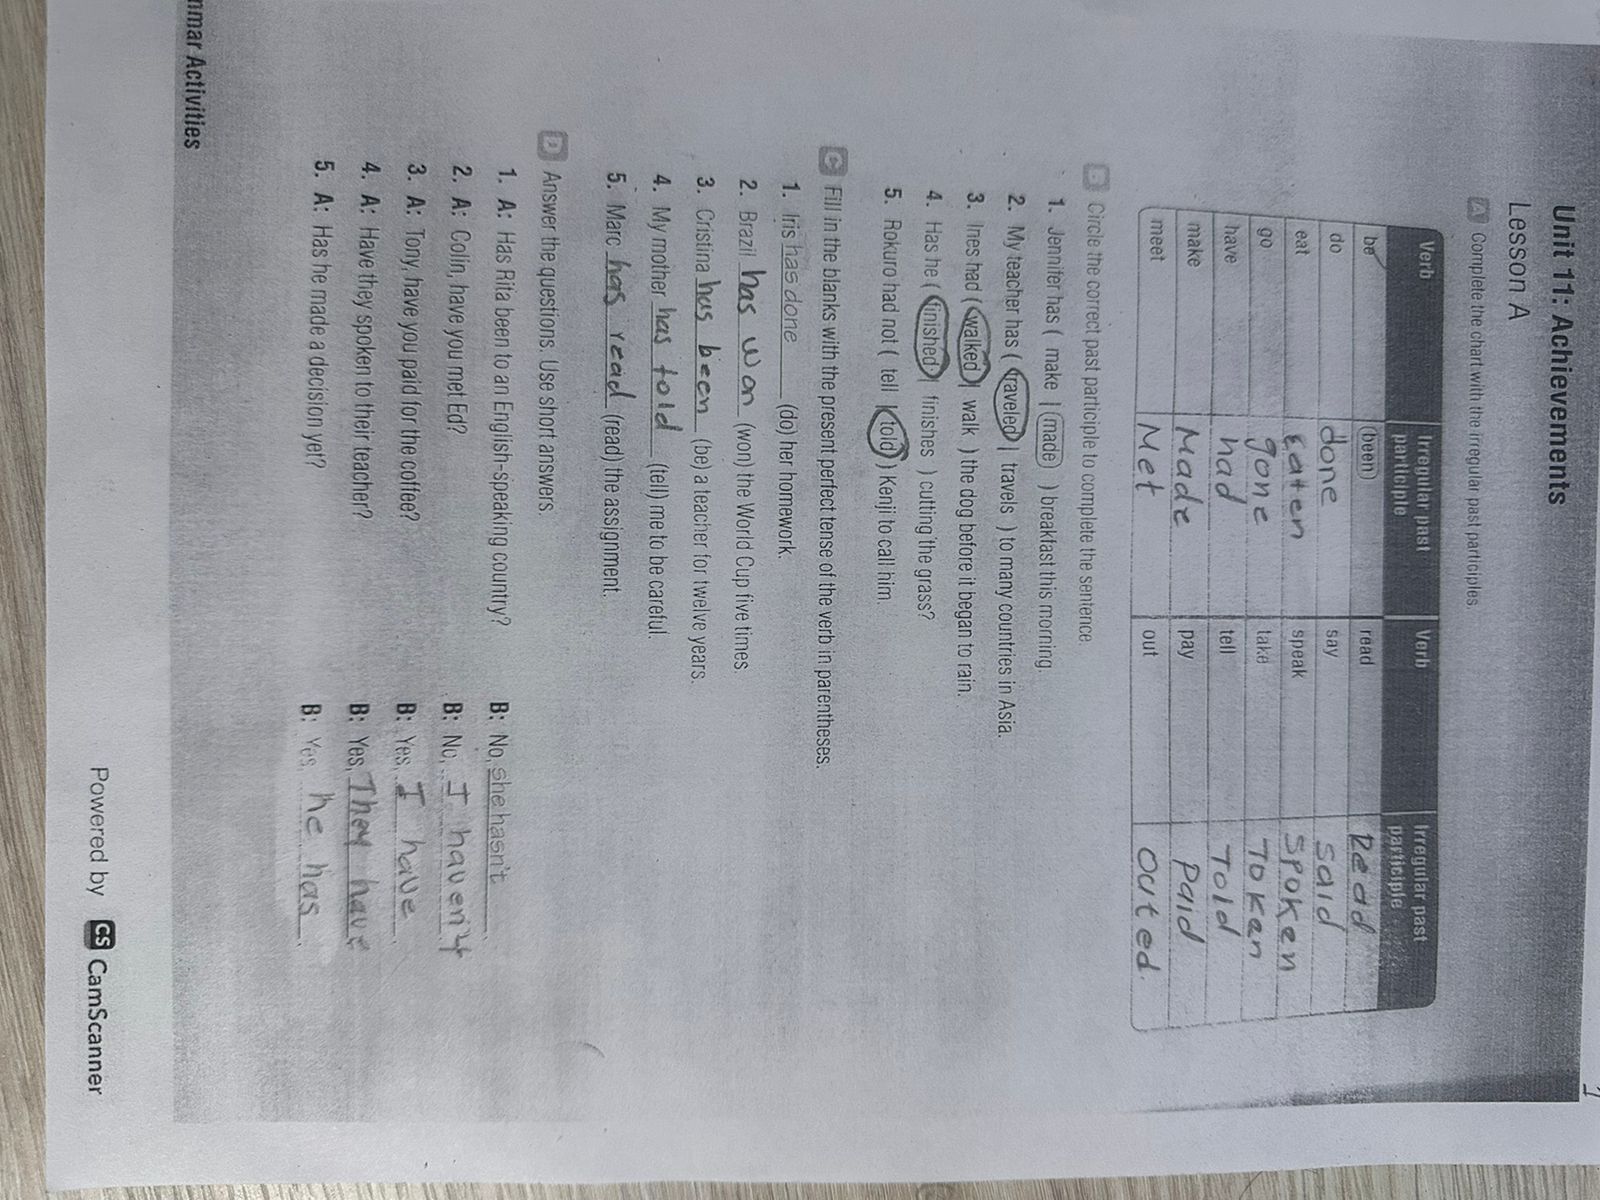 1
Unit 11: Achievements
Lesson A
A Complete the chart with the irregular past participles.
Verb Irregular past participle Verb Irregular past participle
be been read Read
do done say said
eat eaten speak Spoken
go gone take Token
have had tell Told
make Made pay Paid
meet Met out outed.
B Circle the correct past participle to complete the sentence.
1. Jennifer has ( make | made ) breakfast this morning.
2. My teacher has ( traveled | travels ) to many countries in Asia.
3. Ines had ( walked | walk ) the dog before it began to rain.
4. Has he ( finished | finishes ) cutting the grass?
5. Rokuro had not ( tell | told ) Kenji to call him.
C Fill in the blanks with the present perfect tense of the verb in parentheses.
1. Iris has done (do) her homework.
2. Brazil has won (won) the World Cup five times.
3. Cristina has been (be) a teacher for twelve years.
4. My mother has told (tell) me to be careful.
5. Marc has read (read) the assignment.
D Answer the questions. Use short answers.
1. A: Has Rita been to an English-speaking country? B: No, she hasn't.
2. A: Colin, have you met Ed? B: No, I haven't
3. A: Tony, have you paid for the coffee? B: Yes, I have.
4. A: Have they spoken to their teacher? B: Yes, They have
5. A: Has he made a decision yet? B: Yes, he has.
mmar Activities
Powered by CS CamScanner